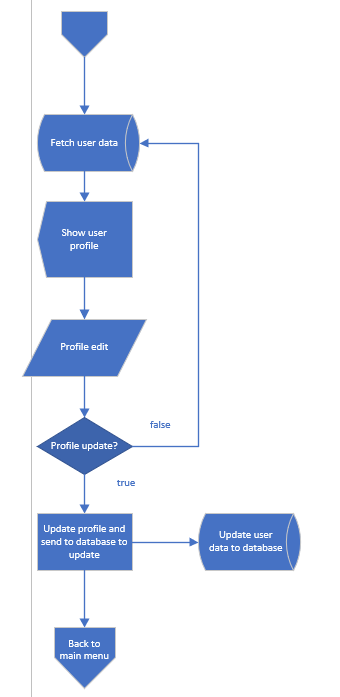 Fetch user data
Show user
profile
Profile edit
Profile update?
false
true
Update profile and
send to database to
update
Update user
data to database
Back to
main menu